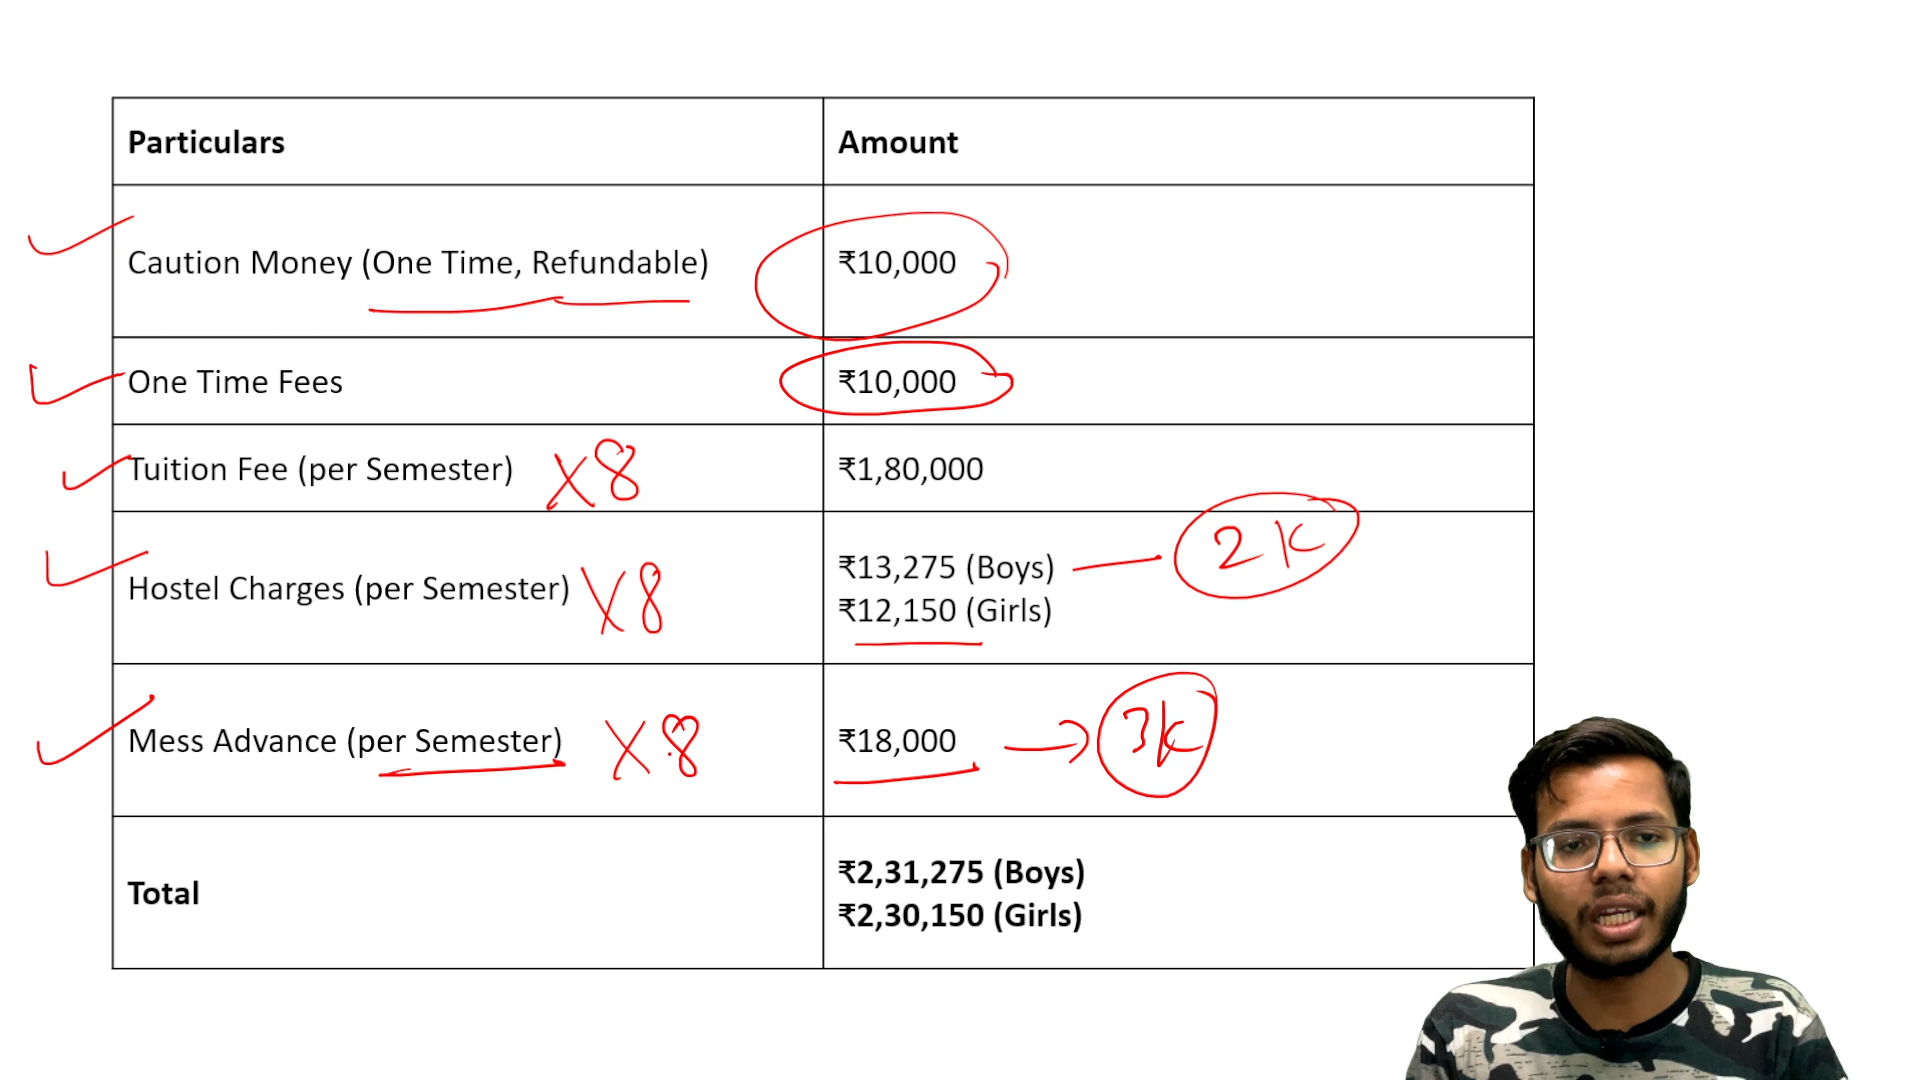 Particulars Amount
Caution Money (One Time, Refundable) ₹10,000
One Time Fees ₹10,000
Tuition Fee (per Semester) X8 ₹1,80,000
Hostel Charges (per Semester) X8 ₹13,275 (Boys) 2K
₹12,150 (Girls)
Mess Advance (per Semester) X8 ₹18,000 3K
Total ₹2,31,275 (Boys)
₹2,30,150 (Girls)